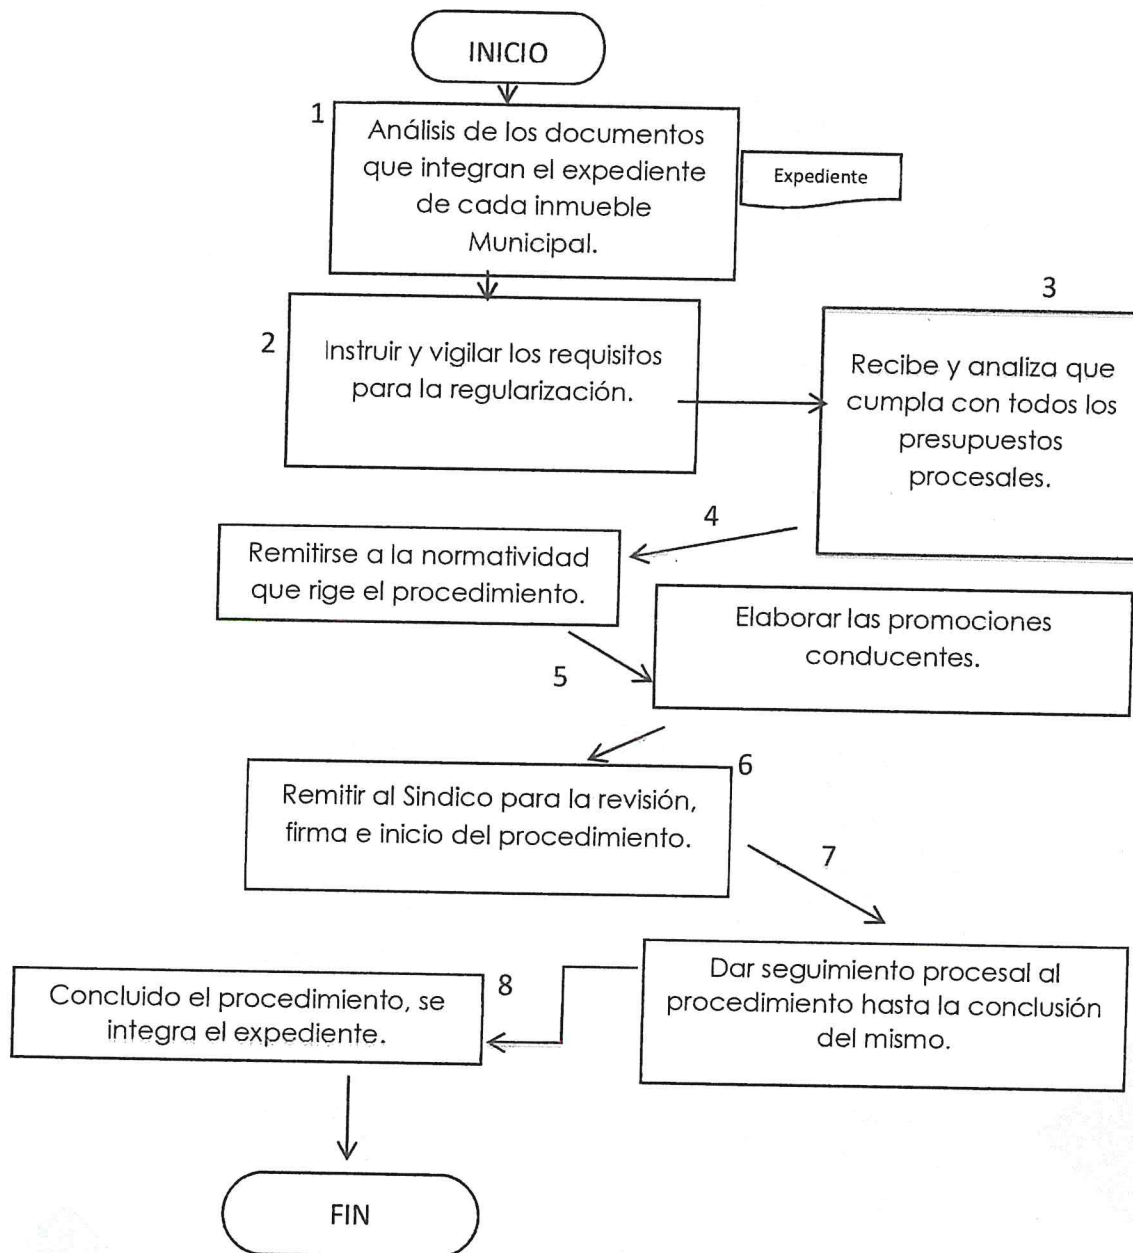 INICIO
1
Análisis de los documentos
que integran el expediente
de cada inmueble
Municipal.
Expediente
2
Instruir y vigilar los requisitos
para la regularización.
3
Recibe y analiza que
cumpla con todos los
presupuestos
procesales.
4
Remitirse a la normatividad
que rige el procedimiento.
5
Elaborar las promociones
conducentes.
6
Remitir al Sindico para la revisión,
firma e inicio del procedimiento.
7
Dar seguimiento procesal al
procedimiento hasta la conclusión
del mismo.
8
Concluido el procedimiento, se
integra el expediente.
FIN